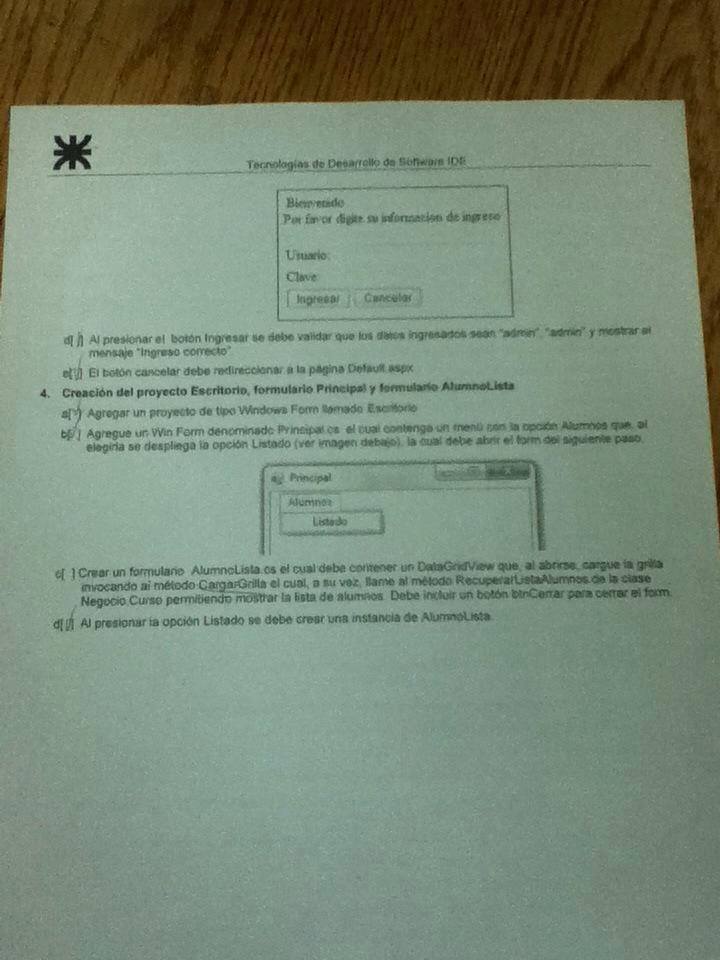 Tecnologías de Desarrollo de Software IDE
Bienvenido
Por favor digite su informacion de ingreso
Usuario:
Clave:
Ingresar Cancelar
d[ ] Al presionar el botón Ingresar se debe validar que los datos ingresados sean "admin", "admin" y mostrar el
mensaje "Ingreso correcto"
e[ ] El botón cancelar debe redireccionar a la página Default.aspx
4. Creación del proyecto Escritorio, formulario Principal y formulario AlumnoLista
a[ ] Agregar un proyecto de tipo Windows Form llamado Escritorio
b[ ] Agregue un Win Form denominado Principal.cs el cual contenga un menú con la opción Alumnos que, al
elegirla se despliega la opción Listado (ver imagen debajo), la cual debe abrir el form del siguiente paso.
Principal
Alumnos
Listado
c[ ] Crear un formulario AlumnoLista.cs el cual debe contener un DataGridView que, al abrirse, cargue la grilla
invocando al método CargarGrilla el cual, a su vez, llame al método RecuperarListaAlumnos de la clase
Negocio.Curso permitiendo mostrar la lista de alumnos. Debe incluir un botón btnCerrar para cerrar el form.
d[ ] Al presionar la opción Listado se debe crear una instancia de AlumnoLista.